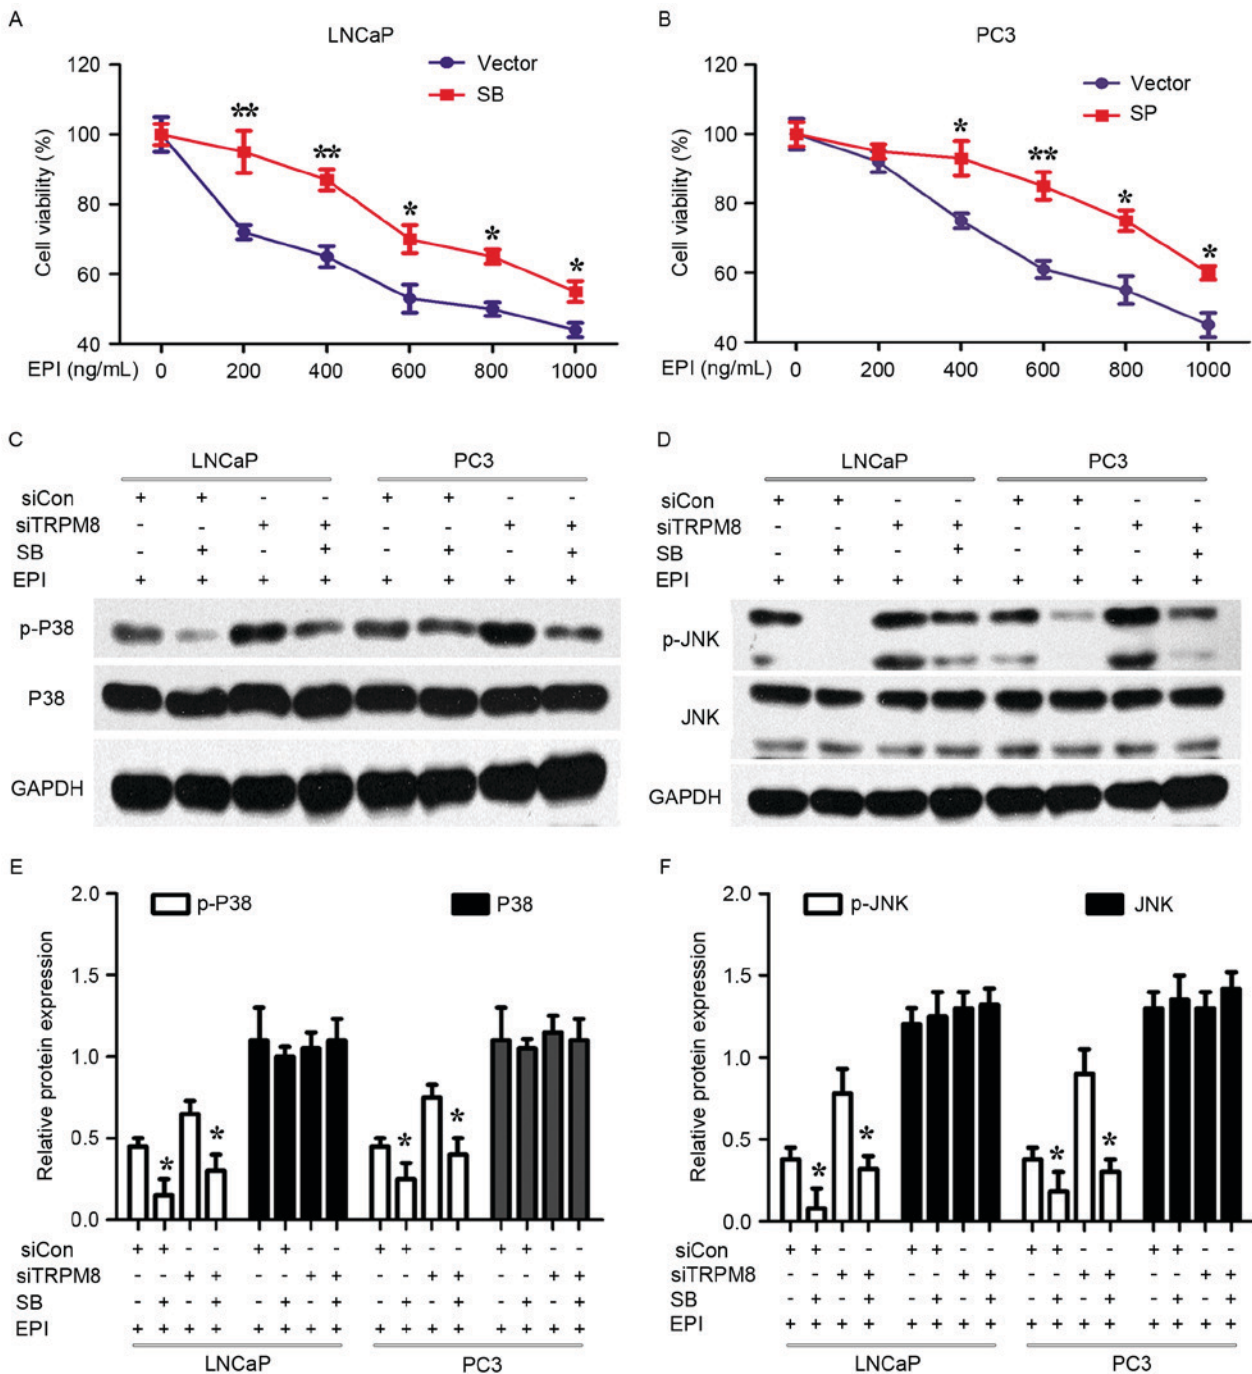 A
LNCaP
Vector
SB
Cell viability (%)
120
100
80
60
40
** ** * * *
EPI (ng/mL) 0 200 400 600 800 1000
B
PC3
Vector
SP
Cell viability (%)
120
100
80
60
40
* ** * *
EPI (ng/mL) 0 200 400 600 800 1000
C
LNCaP PC3
siCon + + - - + + - -
siTRPM8 - - + + - - + +
SB - + - + - + - +
EPI + + + + + + + +
p-P38
P38
GAPDH
D
LNCaP PC3
siCon + + - - + + - -
siTRPM8 - - + + - - + +
SB - + - + - + - +
EPI + + + + + + + +
p-JNK
JNK
GAPDH
E
p-P38 P38
Relative protein expression
2.0
1.5
1.0
0.5
0.0
* * * *
siCon + + - - + + - - + + - - + + - -
siTRPM8 - - + + - - + + - - + + - - + +
SB - + - + - + - + - + - + - + - +
EPI + + + + + + + + + + + + + + + +
LNCaP PC3
F
p-JNK JNK
Relative protein expression
2.0
1.5
1.0
0.5
0.0
* * * *
siCon + + - - + + - - + + - - + + - -
siTRPM8 - - + + - - + + - - + + - - + +
SB - + - + - + - + - + - + - + - +
EPI + + + + + + + + + + + + + + + +
LNCaP PC3